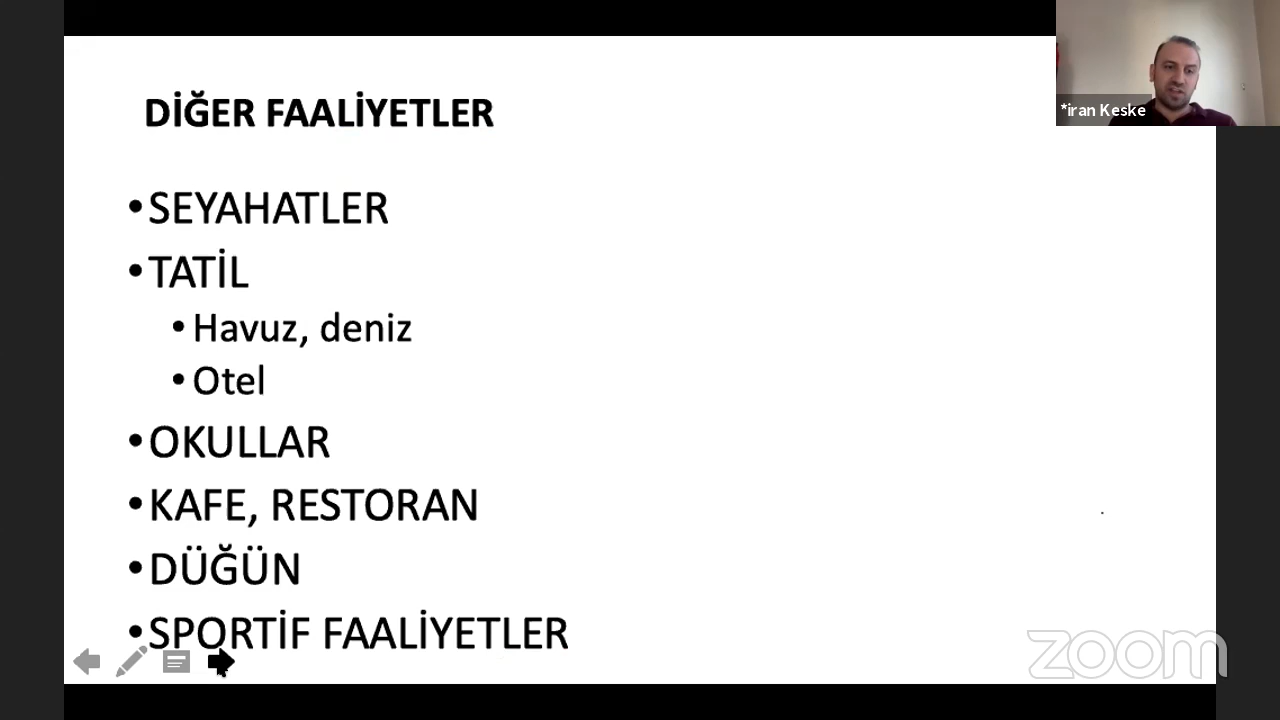 *iran Keske
DİĞER FAALİYETLER
•SEYAHATLER
•TATİL
•Havuz, deniz
•Otel
•OKULLAR
•KAFE, RESTORAN
•DÜĞÜN
•SPORTİF FAALİYETLER
zoom